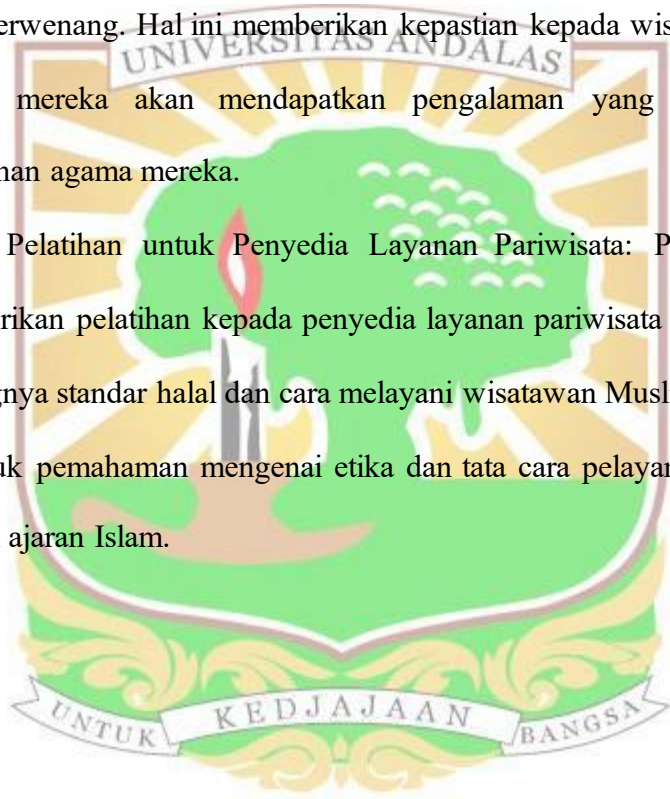 erwenang. Hal ini memberikan kepastian kepada wis
UNIVERSITAS ANDALAS
mereka akan mendapatkan pengalaman yang
nan agama mereka.
Pelatihan untuk Penyedia Layanan Pariwisata: P
rikan pelatihan kepada penyedia layanan pariwisata
gnya standar halal dan cara melayani wisatawan Musl
uk pemahaman mengenai etika dan tata cara pelayan
ajaran Islam.
UNTUK KEDJAJAAN BANGSA